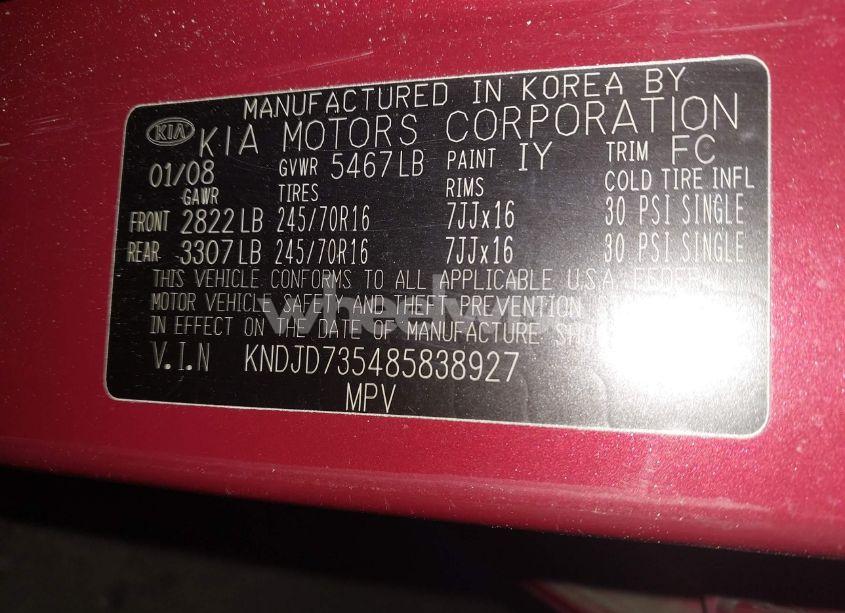 MANUFACTURED IN KOREA BY
KIA KIA MOTORS CORPORATION
01/08 GVWR 5467LB PAINT IY TRIM FC
GAWR TIRES RIMS COLD TIRE INFL
FRONT 2822LB 245/70R16 7JJx16 30 PSI SINGLE
REAR 3307LB 245/70R16 7JJx16 30 PSI SINGLE
THIS VEHICLE CONFORMS TO ALL APPLICABLE U.S.A. FEDERAL
MOTOR VEHICLE SAFETY AND THEFT PREVENTION
IN EFFECT ON THE DATE OF MANUFACTURE
V.I.N KNDJD735485838927
MPV